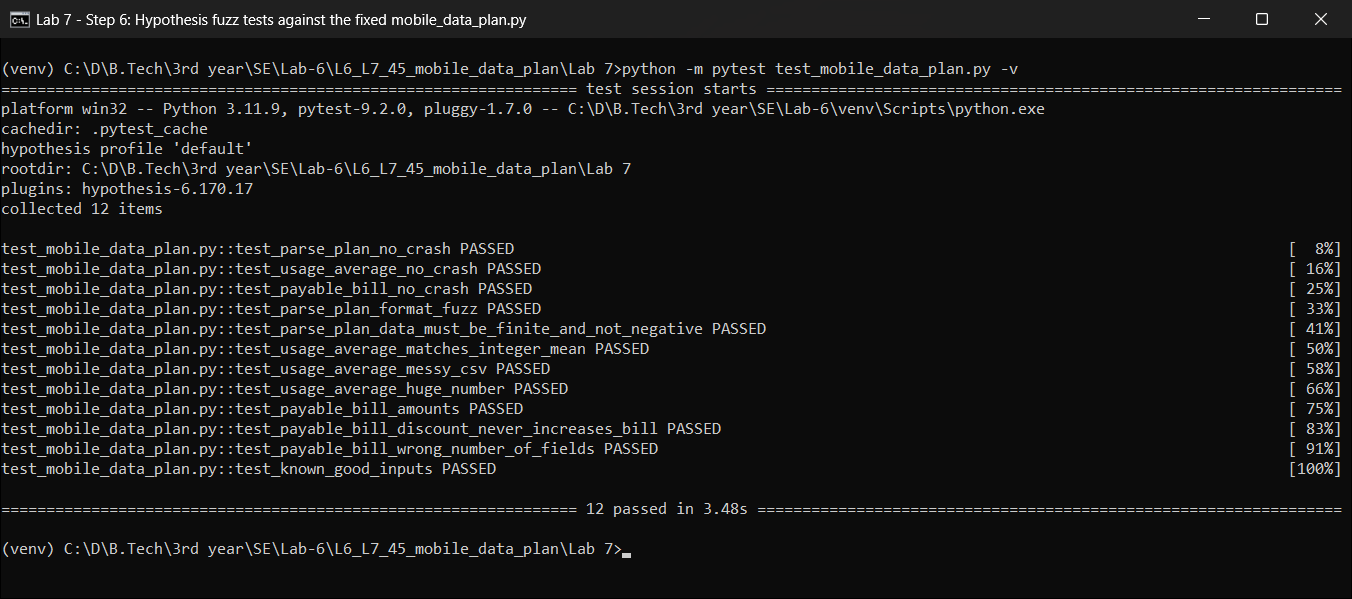 Lab 7 - Step 6: Hypothesis fuzz tests against the fixed mobile_data_plan.py
(venv) C:\D\B.Tech\3rd year\SE\Lab-6\L6_L7_45_mobile_data_plan\Lab 7>python -m pytest test_mobile_data_plan.py -v
================================================================ test session starts ================================================================
platform win32 -- Python 3.11.9, pytest-9.2.0, pluggy-1.7.0 -- C:\D\B.Tech\3rd year\SE\Lab-6\venv\Scripts\python.exe
cachedir: .pytest_cache
hypothesis profile 'default'
rootdir: C:\D\B.Tech\3rd year\SE\Lab-6\L6_L7_45_mobile_data_plan\Lab 7
plugins: hypothesis-6.170.17
collected 12 items
test_mobile_data_plan.py::test_parse_plan_no_crash PASSED [  8%]
test_mobile_data_plan.py::test_usage_average_no_crash PASSED [ 16%]
test_mobile_data_plan.py::test_payable_bill_no_crash PASSED [ 25%]
test_mobile_data_plan.py::test_parse_plan_format_fuzz PASSED [ 33%]
test_mobile_data_plan.py::test_parse_plan_data_must_be_finite_and_not_negative PASSED [ 41%]
test_mobile_data_plan.py::test_usage_average_matches_integer_mean PASSED [ 50%]
test_mobile_data_plan.py::test_usage_average_messy_csv PASSED [ 58%]
test_mobile_data_plan.py::test_usage_average_huge_number PASSED [ 66%]
test_mobile_data_plan.py::test_payable_bill_amounts PASSED [ 75%]
test_mobile_data_plan.py::test_payable_bill_discount_never_increases_bill PASSED [ 83%]
test_mobile_data_plan.py::test_payable_bill_wrong_number_of_fields PASSED [ 91%]
test_mobile_data_plan.py::test_known_good_inputs PASSED [100%]
================================================================ 12 passed in 3.48s =================================================================
(venv) C:\D\B.Tech\3rd year\SE\Lab-6\L6_L7_45_mobile_data_plan\Lab 7>